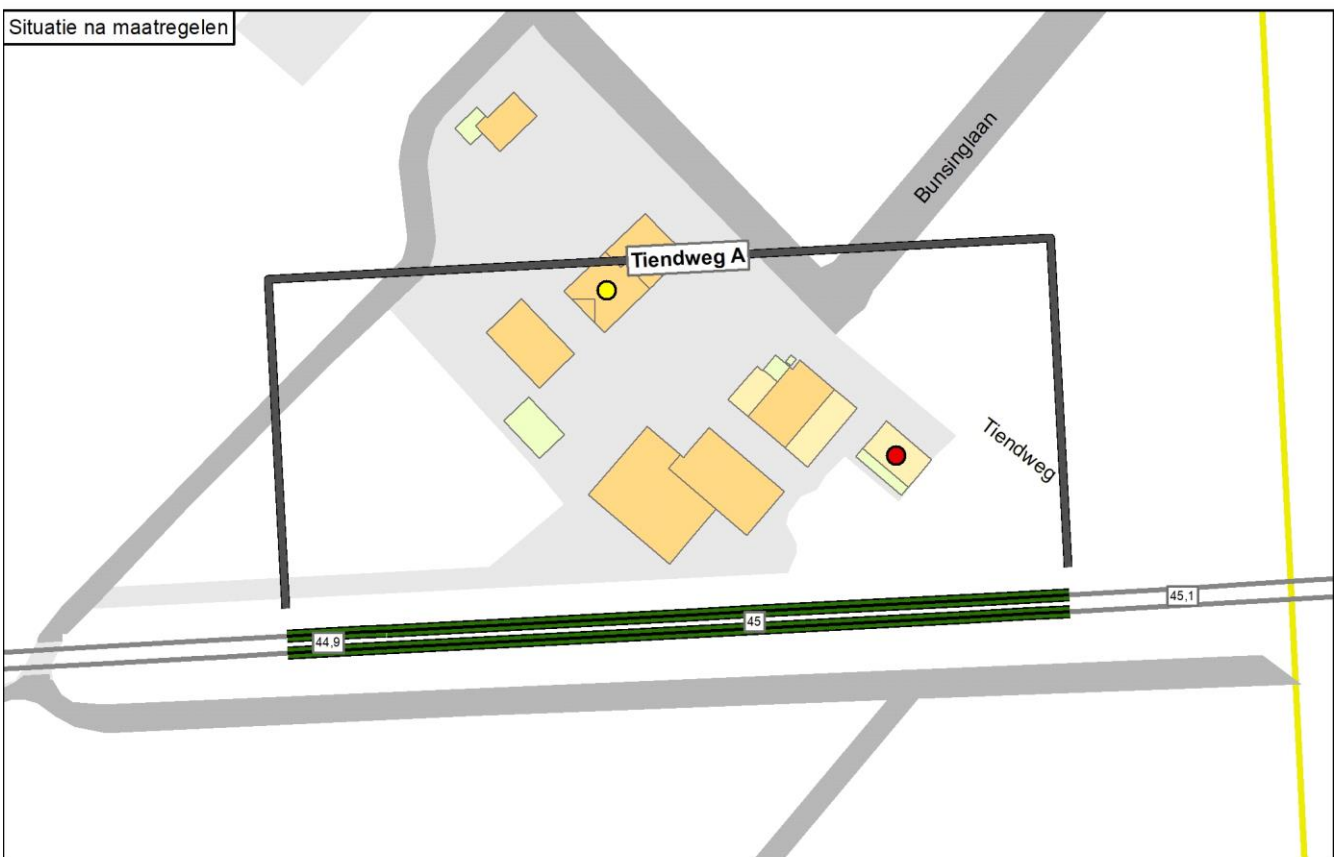 Situatie na maatregelen
Bunsinglaan
Tiendweg A
Tiendweg
45,1
45
44,9